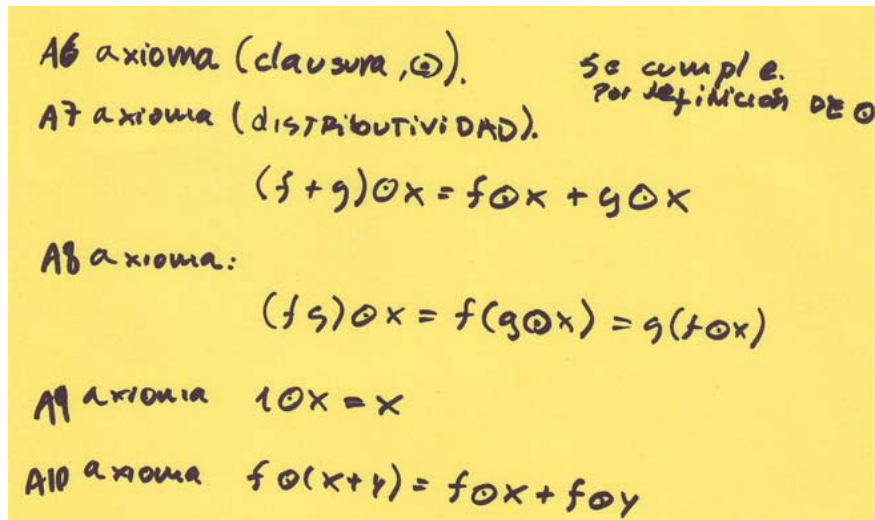 A6 axioma (clausura, ⊙). Se cumple.
Por definición DE ⊙
A7 axioma (DISTRibuTiviDAD).
(f+g)⊙x = f⊙x + g⊙x
A8 axioma:
(fg)⊙x = f(g⊙x) = g(f⊙x)
A9 axioma 1⊙x = x
A10 axioma f⊙(x+y) = f⊙x + f⊙y